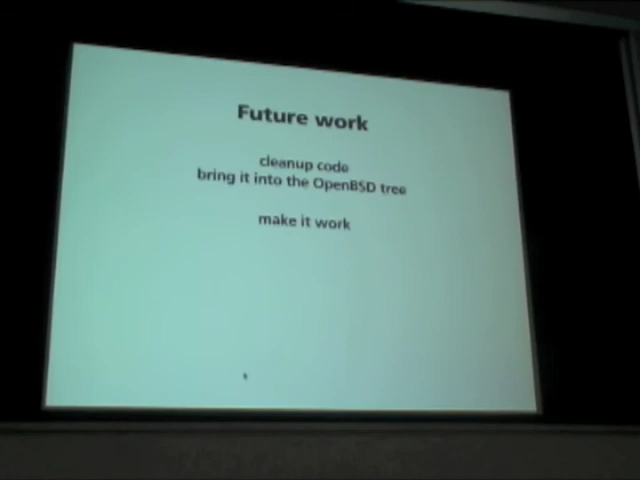 Future work
cleanup code
bring it into the OpenBSD tree
make it work